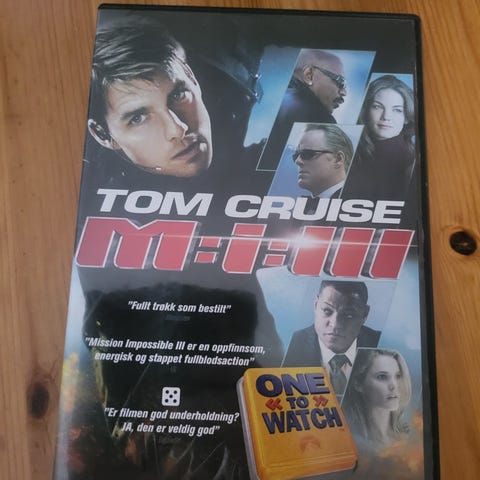 TOM CRUISE
M:i:III
"Fullt trøkk som bestilt"
"Mission Impossible III er en oppfinnsom,
energisk og stappet fullblodsaction"
"Er filmen god underholdning?
JA, den er veldig god"
ONE
« TO »
WATCH